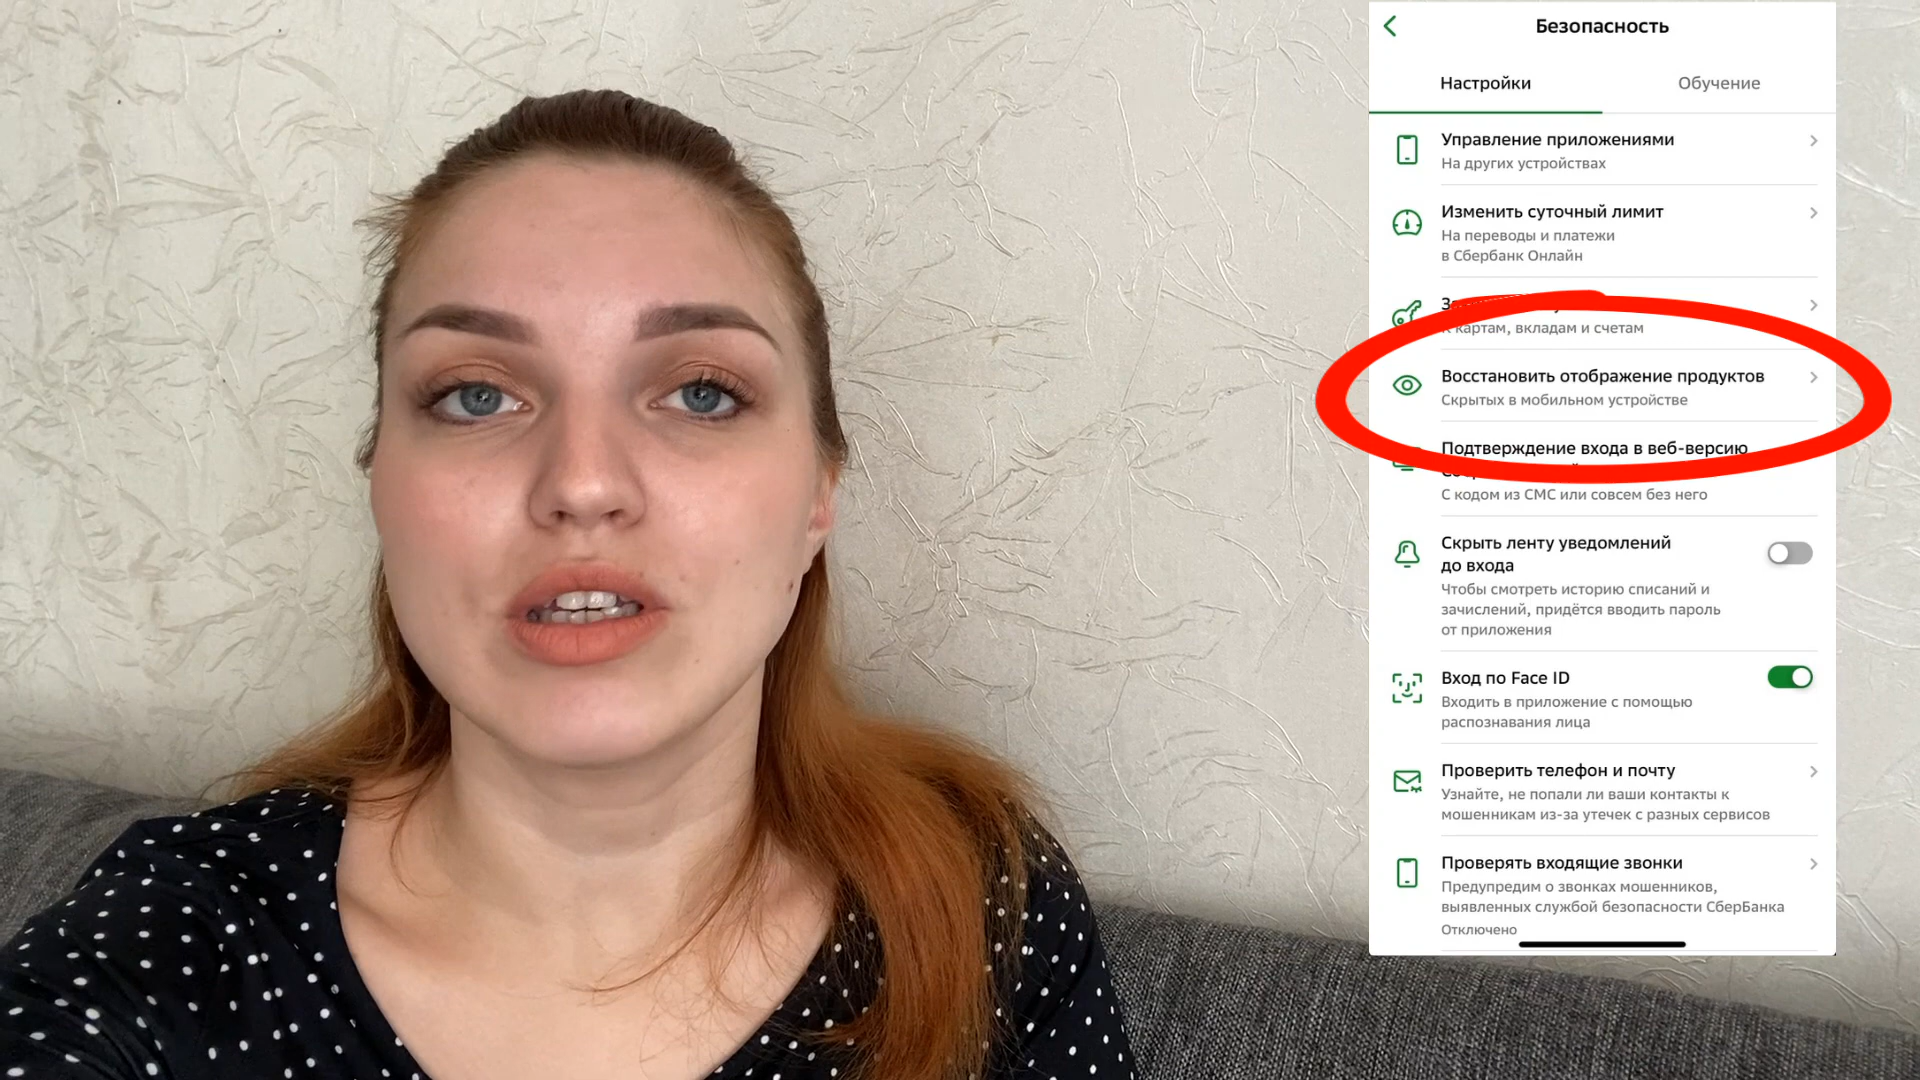 Безопасность
Настройки
Обучение
Управление приложениями
На других устройствах
Изменить суточный лимит
На переводы и платежи
в Сбербанк Онлайн
картам, вкладам и счетам
Восстановить отображение продуктов
Скрытых в мобильном устройстве
Подтверждение входа в веб-версию
С кодом из СМС или совсем без него
Скрыть ленту уведомлений
до входа
Чтобы смотреть историю списаний и
зачислений, придётся вводить пароль
от приложения
Вход по Face ID
Входить в приложение с помощью
распознавания лица
Проверить телефон и почту
Узнайте, не попали ли ваши контакты к
мошенникам из-за утечек с разных сервисов
Проверять входящие звонки
Предупредим о звонках мошенников,
выявленных службой безопасности СберБанка
Отключено